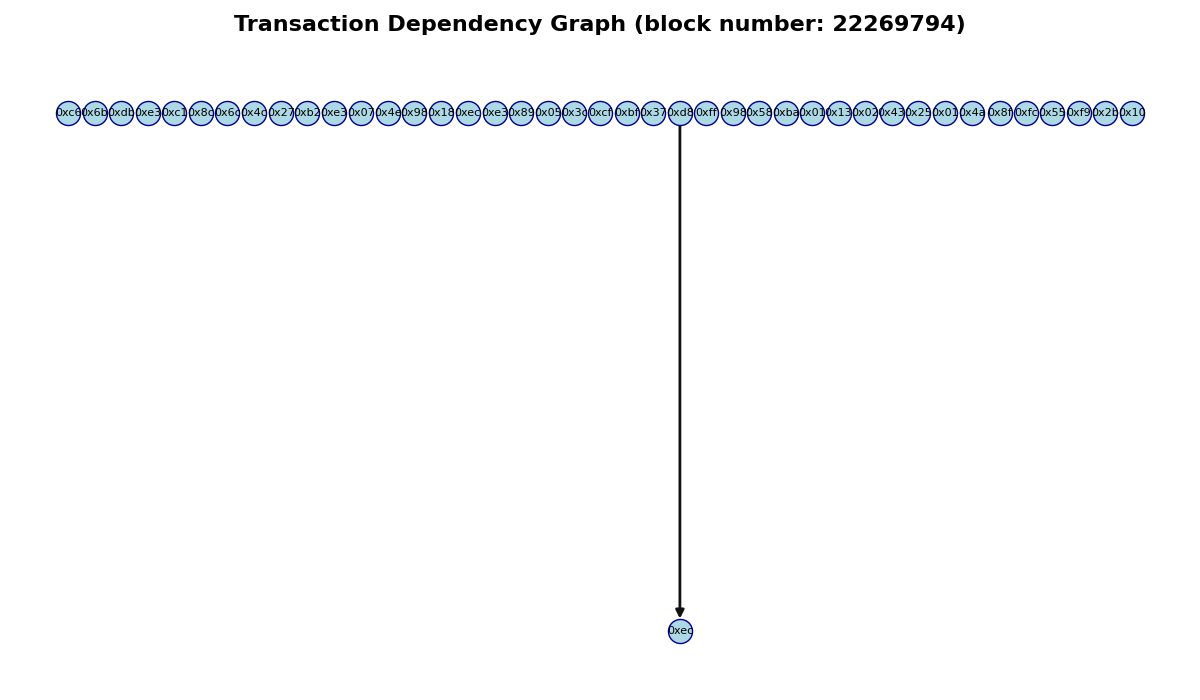 Transaction Dependency Graph (block number: 22269794)
0xc6 0x6b 0xdb 0xe3 0xc1 0x8c 0x6c 0x4c 0x27 0xb2 0xe3 0x07 0x4e 0x98 0x18 0xec 0xe3 0x89 0x05 0x3c 0xcf 0xbf 0x37 0xd8 0xff 0x98 0x58 0xba 0x01 0x13 0x02 0x43 0x25 0x01 0x4a 0x8f 0xfc 0x55 0xf9 0x2b 0x10
0xec